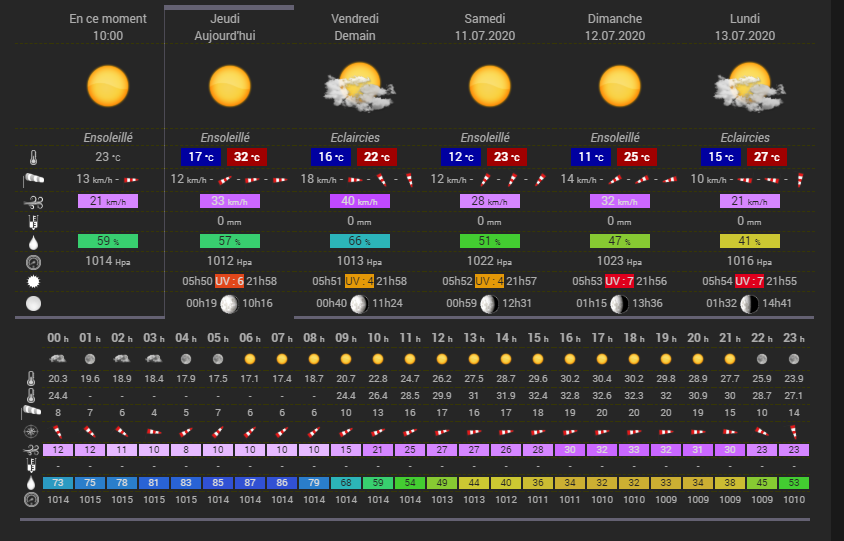 En ce moment Jeudi Vendredi Samedi Dimanche Lundi
10:00 Aujourd'hui Demain 11.07.2020 12.07.2020 13.07.2020
Ensoleillé Ensoleillé Eclaircies Ensoleillé Ensoleillé Eclaircies
23 °C 17 °C 32 °C 16 °C 22 °C 12 °C 23 °C 11 °C 25 °C 15 °C 27 °C
13 km/h - 12 km/h - - - 18 km/h - - - 12 km/h - - - 14 km/h - - - 10 km/h - - -
21 km/h 33 km/h 40 km/h 28 km/h 32 km/h 21 km/h
0 mm 0 mm 0 mm 0 mm 0 mm
59 % 57 % 66 % 51 % 47 % 41 %
1014 Hpa 1012 Hpa 1013 Hpa 1022 Hpa 1023 Hpa 1016 Hpa
05h50 UV : 6 21h58 05h51 UV : 4 21h58 05h52 UV : 4 21h57 05h53 UV : 7 21h56 05h54 UV : 7 21h55
00h19 10h16 00h40 11h24 00h59 12h31 01h15 13h36 01h32 14h41
00 h 01 h 02 h 03 h 04 h 05 h 06 h 07 h 08 h 09 h 10 h 11 h 12 h 13 h 14 h 15 h 16 h 17 h 18 h 19 h 20 h 21 h 22 h 23 h
20.3 19.6 18.9 18.4 17.9 17.5 17.1 17.4 18.7 20.7 22.8 24.7 26.2 27.5 28.7 29.6 30.2 30.4 30.2 29.8 28.9 27.7 25.9 23.9
24.4 - - - - - - - - 24.4 26.4 28.5 29.9 31 31.9 32.4 32.8 32.6 32.3 32 30.9 30 28.7 27.1
8 7 6 4 5 7 6 6 6 10 13 16 17 16 17 18 19 20 20 20 19 15 10 14
12 12 11 10 8 10 10 10 10 15 21 25 27 27 26 28 30 32 33 32 31 30 23 23
- - - - - - - - - - - - - - - - - - - - - - - -
73 75 78 81 83 85 87 86 79 68 59 54 49 44 40 36 34 32 32 33 34 38 45 53
1014 1015 1015 1015 1014 1015 1014 1014 1014 1014 1014 1014 1013 1013 1012 1011 1011 1010 1010 1009 1009 1009 1009 1010